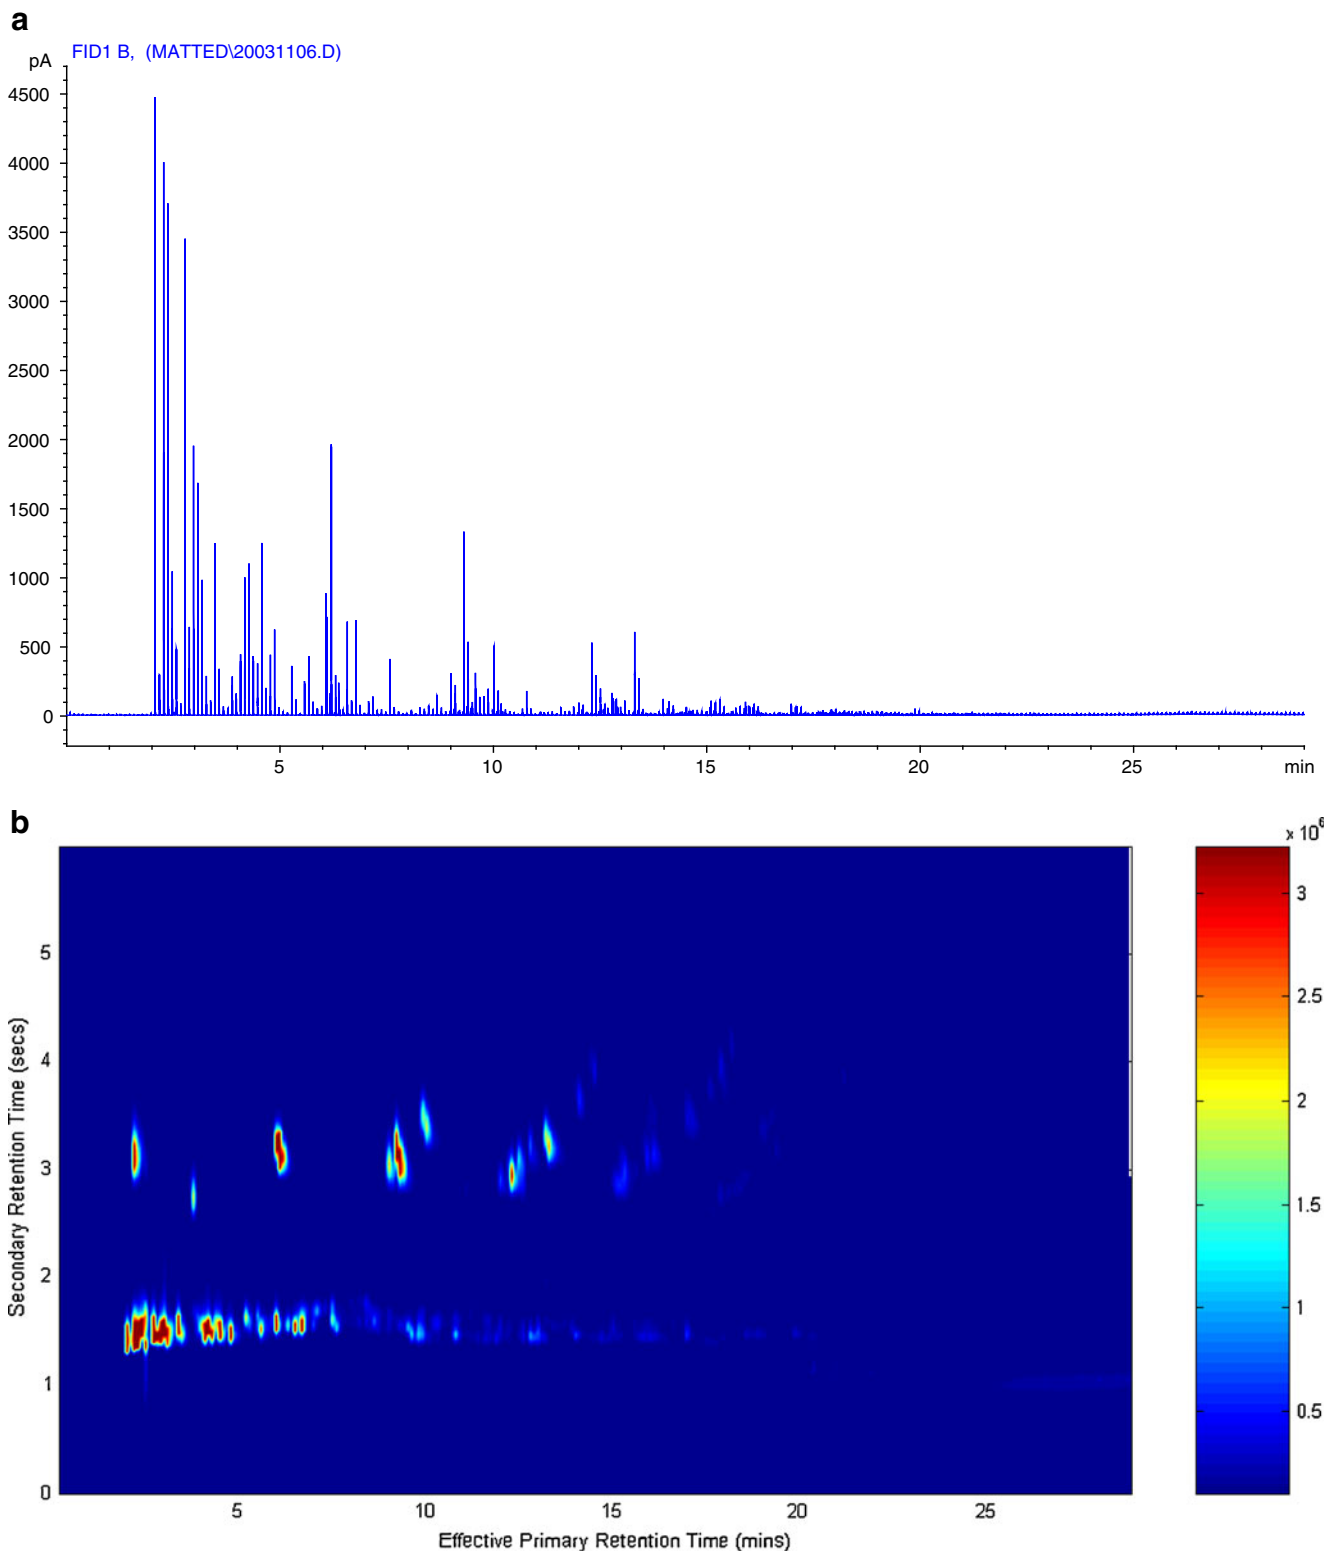 a
FID1 B, (MATTED\20031106.D)
pA
4500
4000
3500
3000
2500
2000
1500
1000
500
0
5 10 15 20 25 min
b
x 10^6
Secondary Retention Time (secs)
5
4
3
2
1
0
3
2.5
2
1.5
1
0.5
5 10 15 20 25
Effective Primary Retention Time (mins)